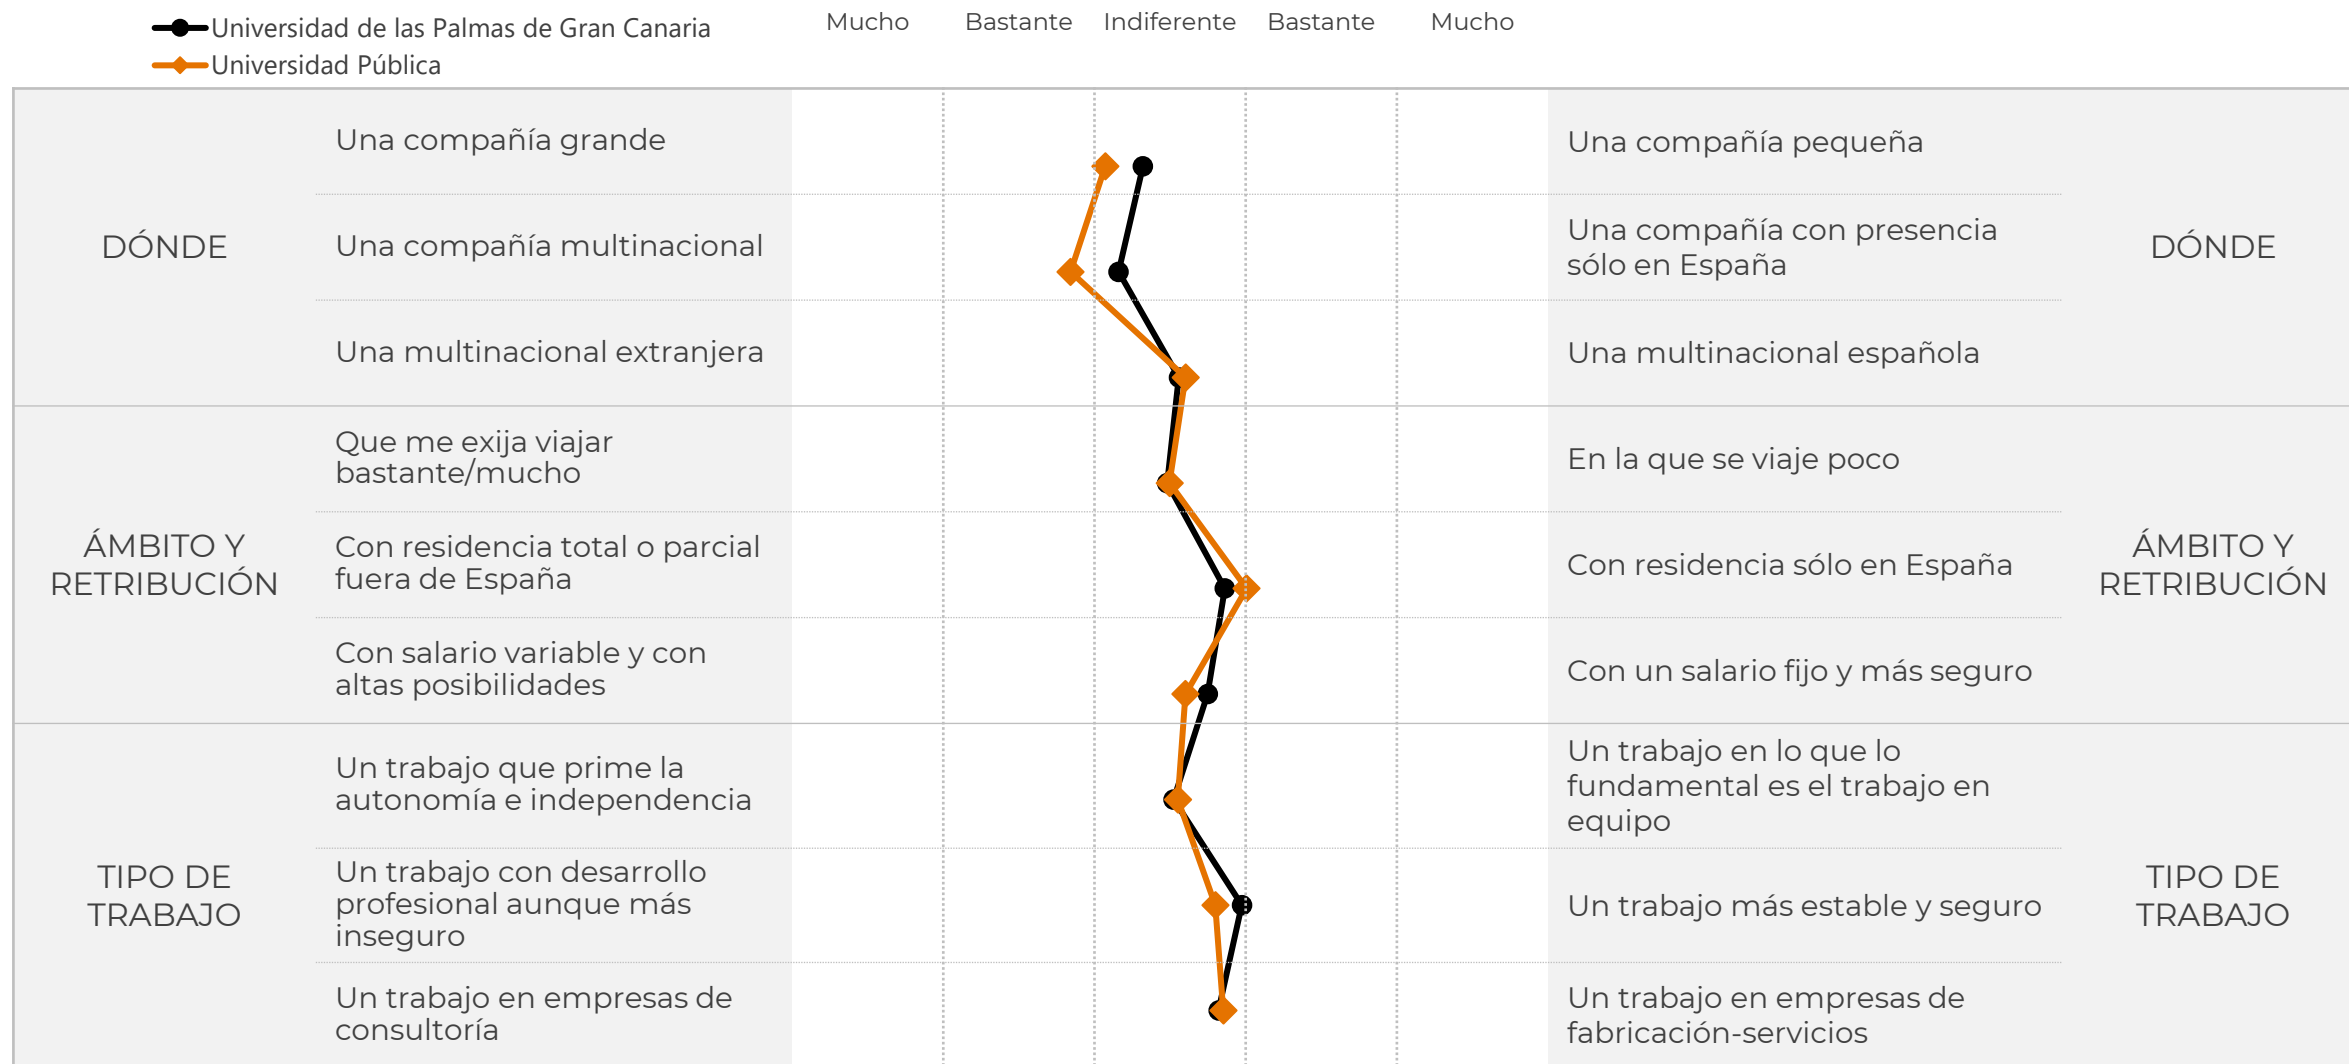 Universidad de las Palmas de Gran Canaria
Universidad Pública
Mucho Bastante Indiferente Bastante Mucho
DÓNDE
Una compañía grande
Una compañía pequeña
Una compañía multinacional
Una compañía con presencia
sólo en España
DÓNDE
Una multinacional extranjera
Una multinacional española
ÁMBITO Y
RETRIBUCIÓN
Que me exija viajar
bastante/mucho
En la que se viaje poco
Con residencia total o parcial
fuera de España
Con residencia sólo en España
ÁMBITO Y
RETRIBUCIÓN
Con salario variable y con
altas posibilidades
Con un salario fijo y más seguro
TIPO DE
TRABAJO
Un trabajo que prime la
autonomía e independencia
Un trabajo en lo que lo
fundamental es el trabajo en
equipo
Un trabajo con desarrollo
profesional aunque más
inseguro
Un trabajo más estable y seguro
TIPO DE
TRABAJO
Un trabajo en empresas de
consultoría
Un trabajo en empresas de
fabricación-servicios